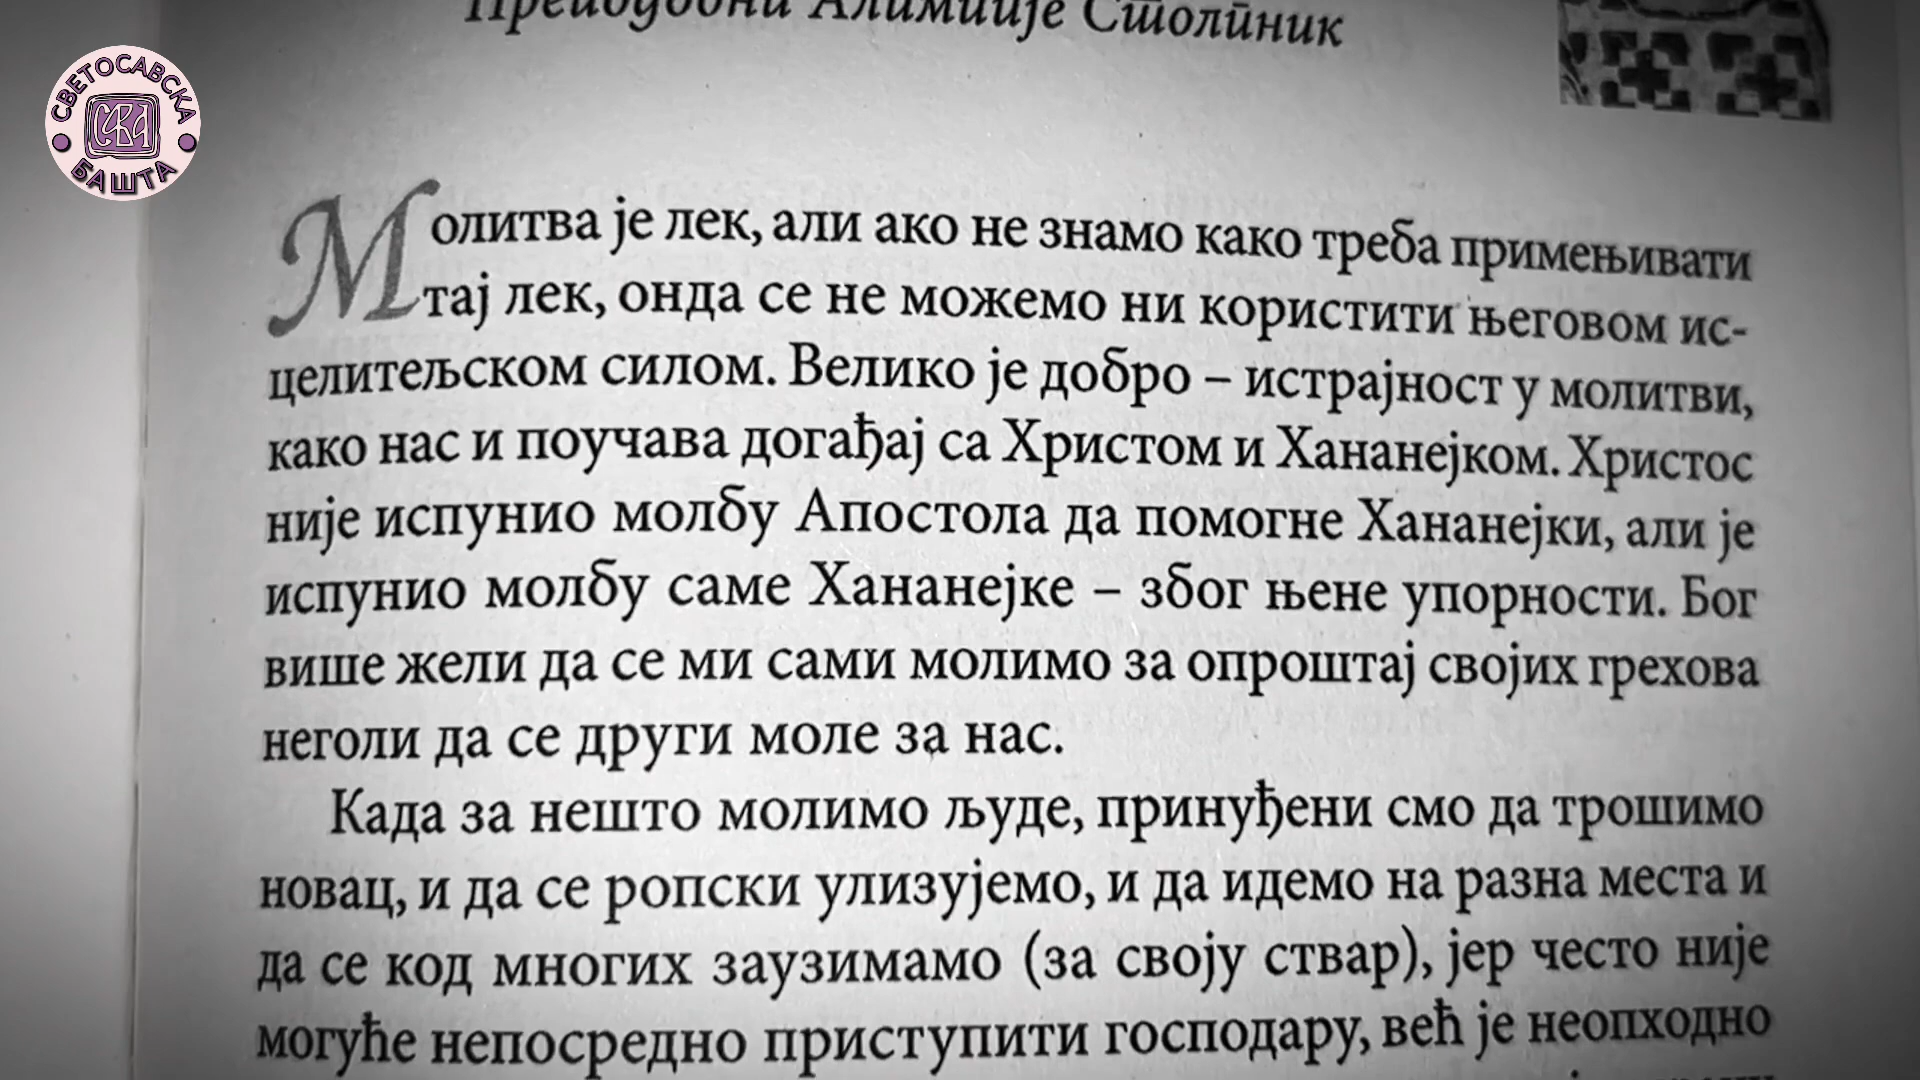 Преподобни Алимпије Столпник
СВЕТОСАВСКА
БАШТА
Молитва је лек, али ако не знамо како треба примењивати
тај лек, онда се не можемо ни користити његовом ис-
целитељском силом. Велико је добро – истрајност у молитви,
како нас и поучава догађај са Христом и Хананејком. Христос
није испунио молбу Апостола да помогне Хананејки, али је
испунио молбу саме Хананејке – због њене упорности. Бог
више жели да се ми сами молимо за опроштај својих грехова
неголи да се други моле за нас.
Када за нешто молимо људе, принуђени смо да трошимо
новац, и да се ропски улизујемо, и да идемо на разна места и
да се код многих заузимамо (за своју ствар), јер често није
могуће непосредно приступити господару, већ је неопходно